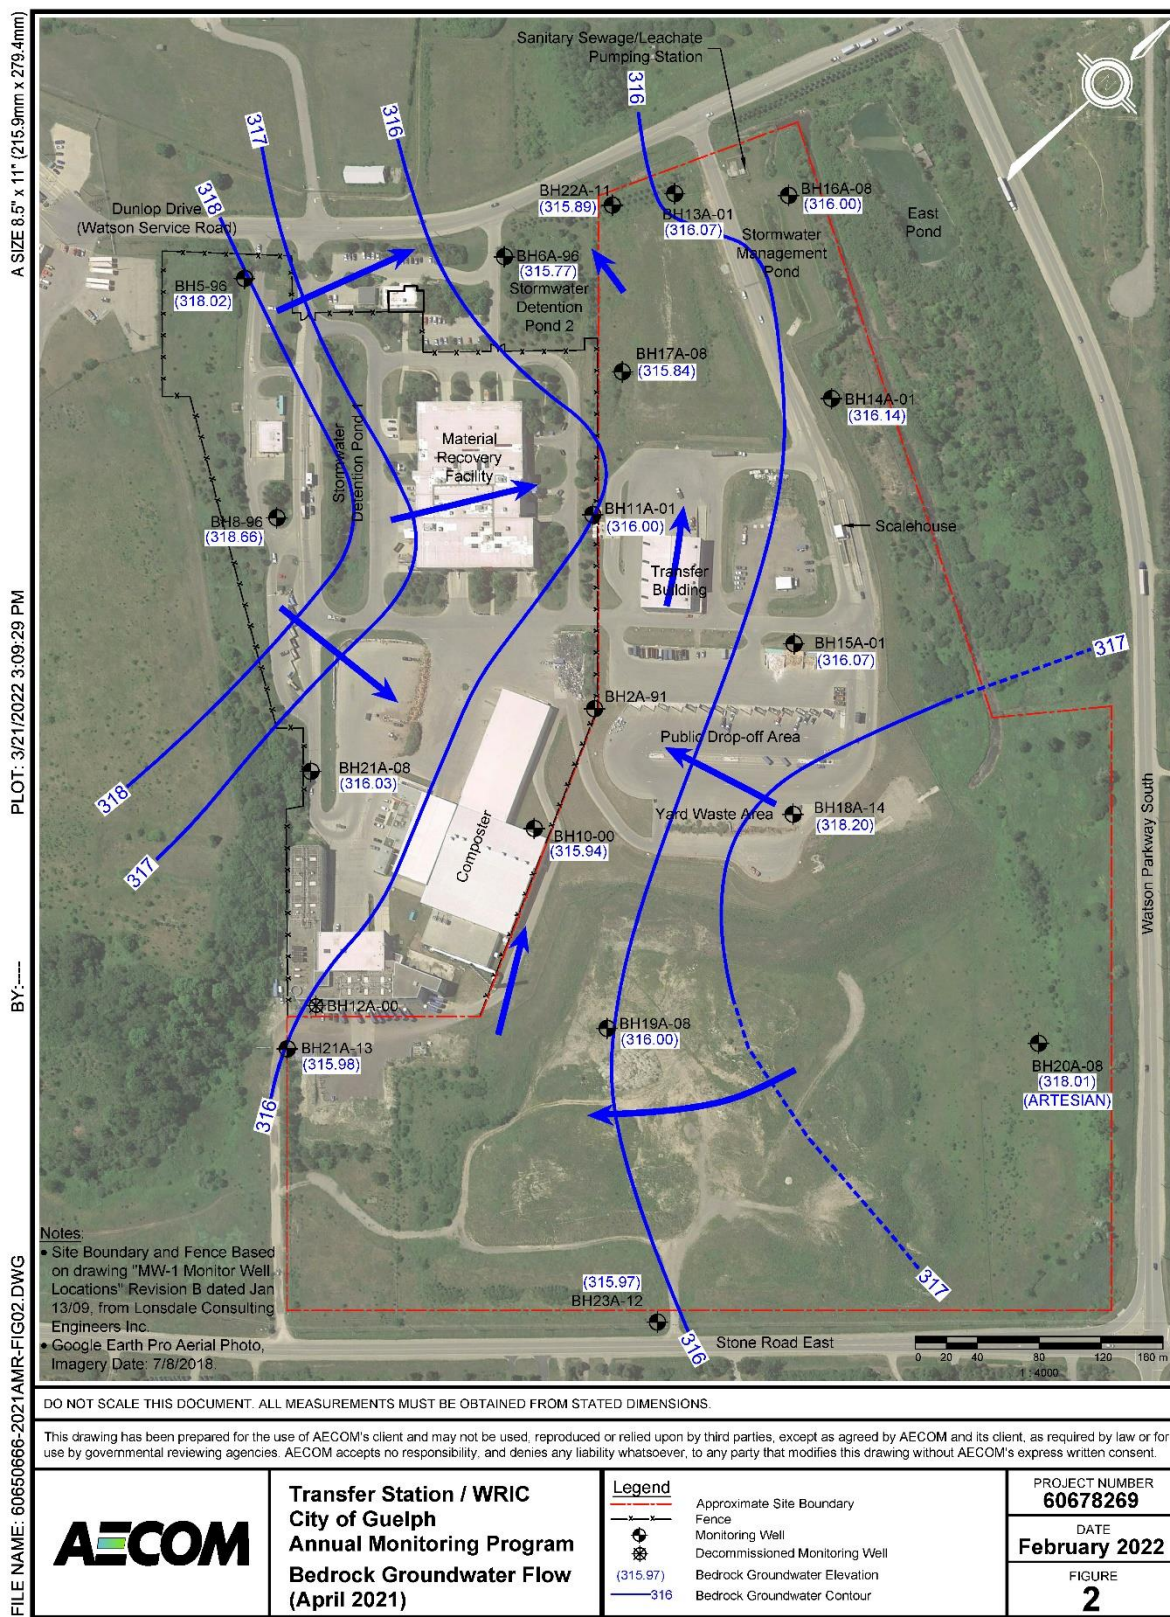 A SIZE 8.5" x 11" (215.9mm x 279.4mm)
PLOT: 3/21/2022 3:09:29 PM
BY:----
FILE NAME: 60650666-2021AMR-FIG02.DWG
Sanitary Sewage/Leachate
Pumping Station
316
316
317
318
Dunlop Drive
(Watson Service Road)
BH22A-11
(315.89)
BH13A-01
(316.07)
BH16A-08
(316.00)
East
Pond
Stormwater
Management
Pond
BH5-96
(318.02)
BH6A-96
(315.77)
Stormwater
Detention
Pond 2
BH17A-08
(315.84)
BH14A-01
(316.14)
Stormwater
Detention Pond 1
Material
Recovery
Facility
BH8-96
(318.66)
BH11A-01
(316.00)
Scalehouse
Transfer
Building
BH15A-01
(316.07)
317
BH2A-91
Public Drop-off Area
BH21A-08
(316.03)
318
317
Yard Waste Area
BH18A-14
(318.20)
BH10-00
(315.94)
Composter
Watson Parkway South
BH12A-00
BH21A-13
(315.98)
BH19A-08
(316.00)
BH20A-08
(318.01)
(ARTESIAN)
316
317
(315.97)
BH23A-12
316
Stone Road East
0 20 40 80 120 160 m
1 : 4000
Notes:
• Site Boundary and Fence Based
on drawing "MW-1 Monitor Well
Locations" Revision B dated Jan
13/09, from Lonsdale Consulting
Engineers Inc.
• Google Earth Pro Aerial Photo,
Imagery Date: 7/8/2018.
DO NOT SCALE THIS DOCUMENT. ALL MEASUREMENTS MUST BE OBTAINED FROM STATED DIMENSIONS.
This drawing has been prepared for the use of AECOM's client and may not be used, reproduced or relied upon by third parties, except as agreed by AECOM and its client, as required by law or for
use by governmental reviewing agencies. AECOM accepts no responsibility, and denies any liability whatsoever, to any party that modifies this drawing without AECOM's express written consent.
AECOM
Transfer Station / WRIC
City of Guelph
Annual Monitoring Program
Bedrock Groundwater Flow
(April 2021)
Legend
Approximate Site Boundary
Fence
Monitoring Well
Decommissioned Monitoring Well
(315.97) Bedrock Groundwater Elevation
316 Bedrock Groundwater Contour
PROJECT NUMBER
60678269
DATE
February 2022
FIGURE
2